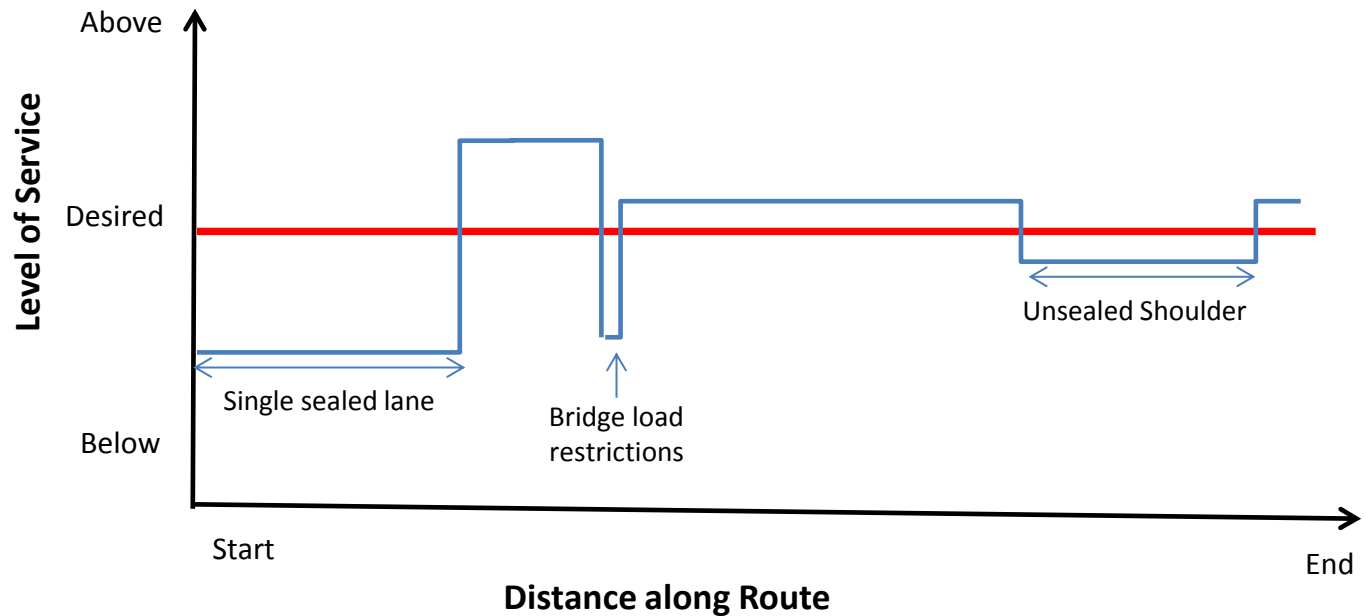 Above
Level of Service
Desired
Unsealed Shoulder
Single sealed lane
Bridge load
restrictions
Below
Start
End
Distance along Route